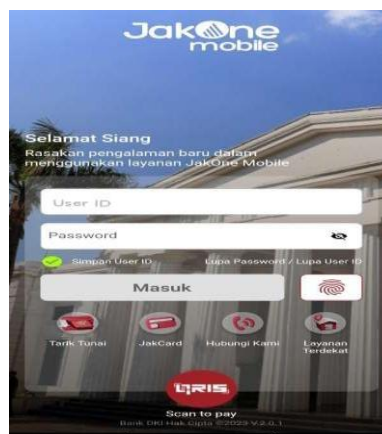 JakOne
mobile
Selamat Siang
Rasakan pengalaman baru dalam
menggunakan layanan JakOne Mobile
User ID
Password
Simpan User ID
Lupa Password / Lupa User ID
Masuk
Tarik Tunai
JakCard
Hubungi Kami
Layanan
Terdekat
QRIS
Scan to pay
Bank DKI Hak Cipta ©2023 V.2.0.1